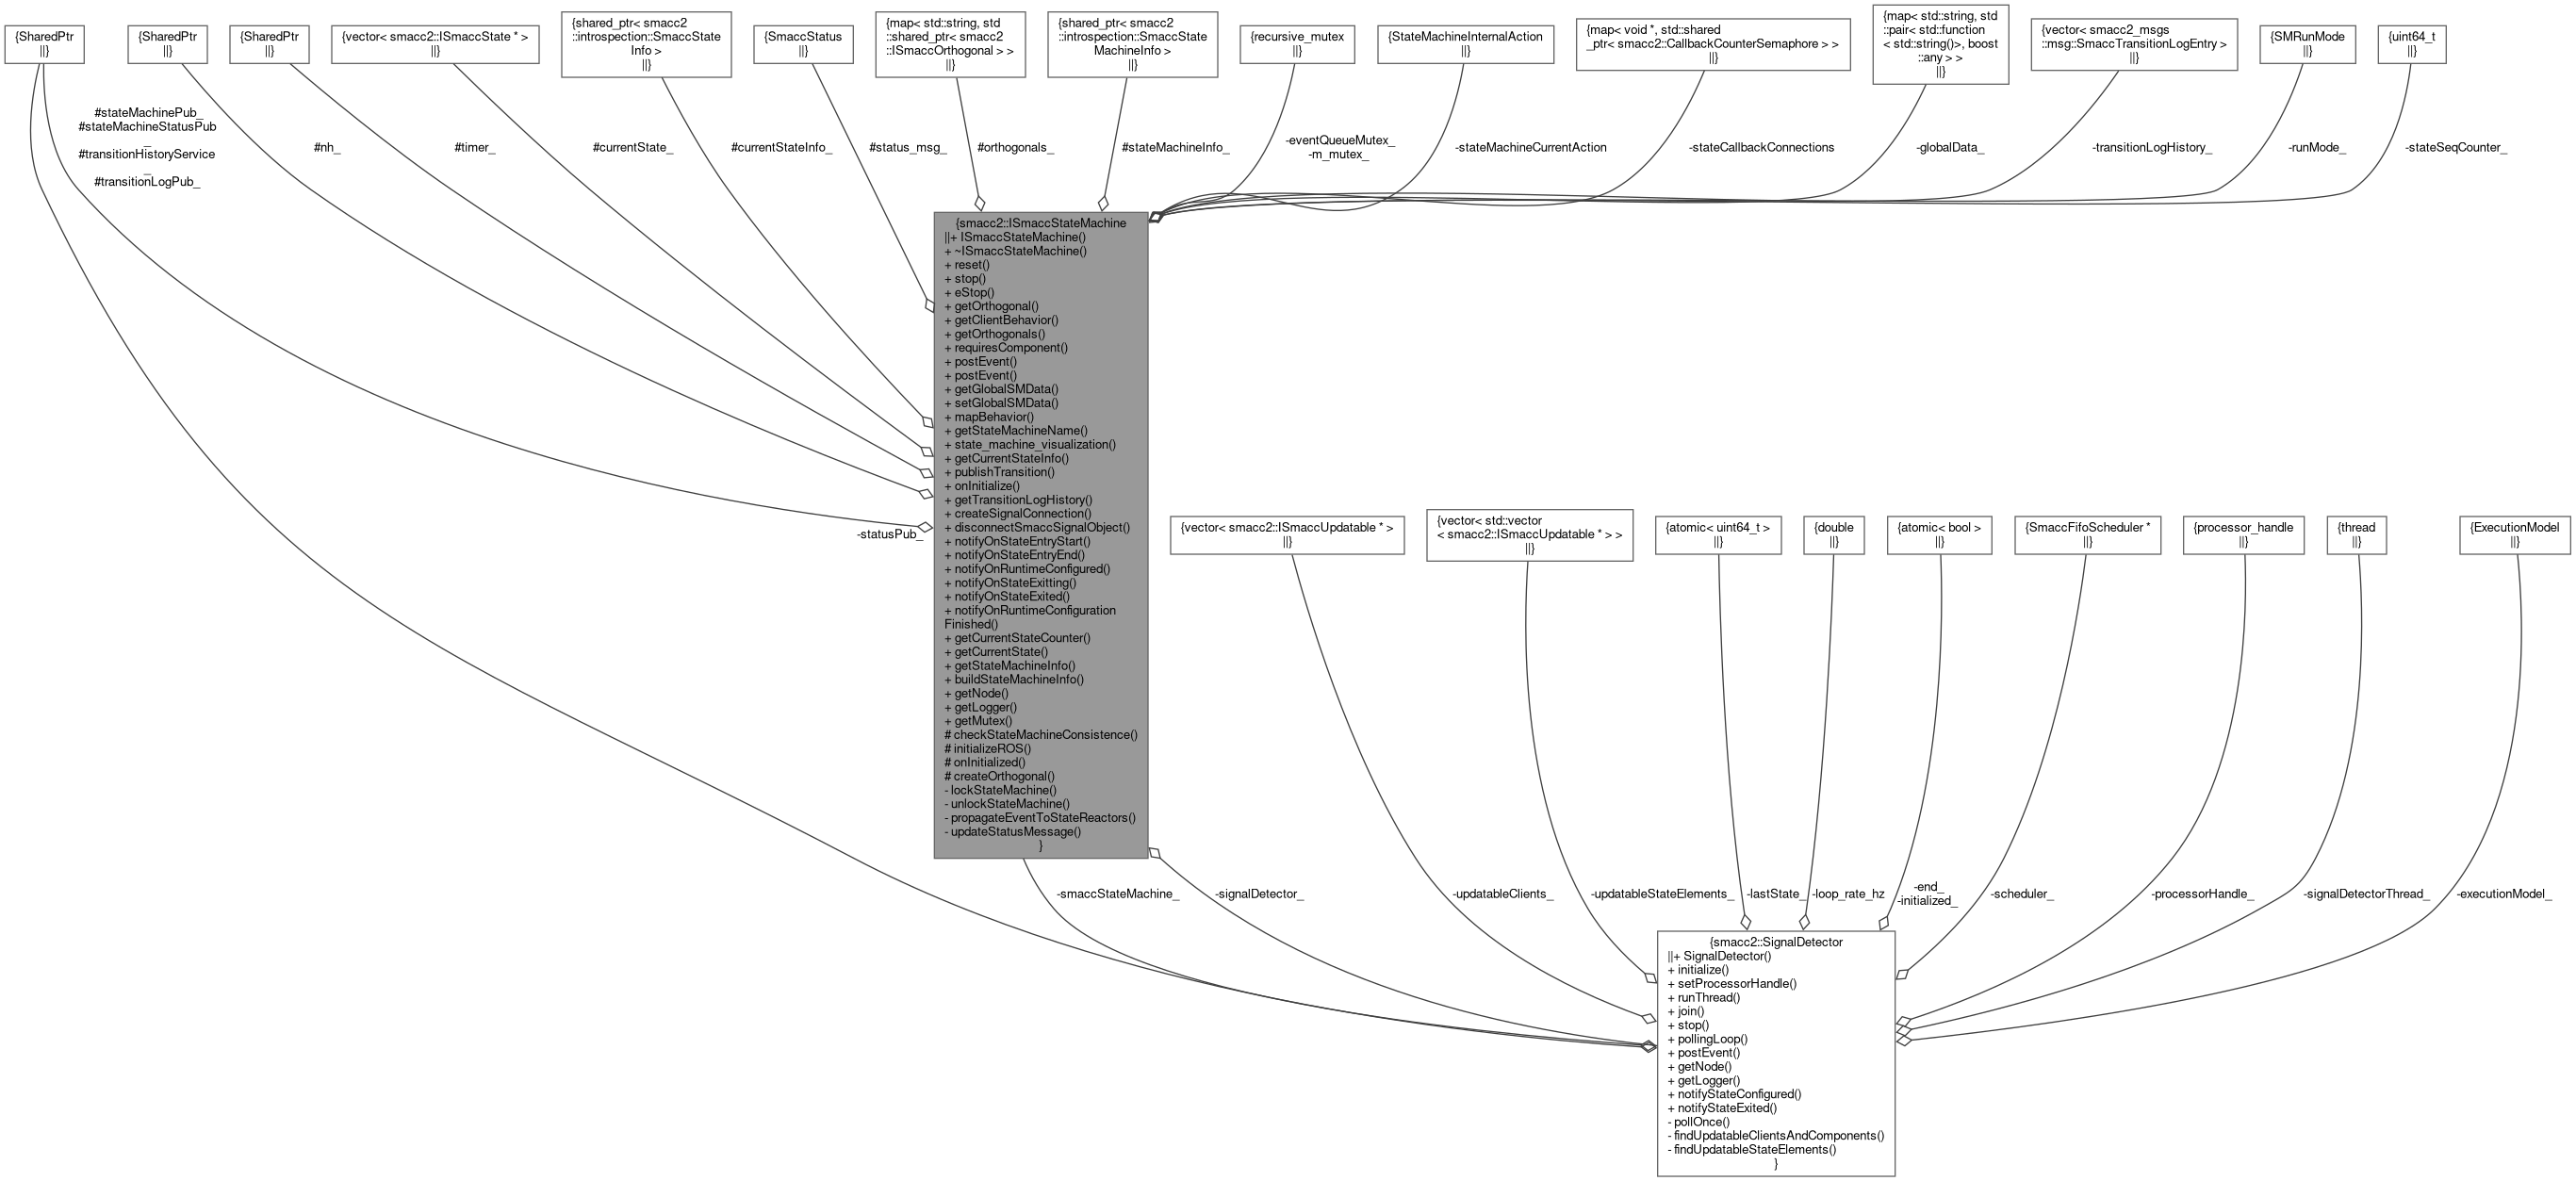 {SharedPtr
||}
{SharedPtr
||}
{SharedPtr
||}
{vector< smacc2::ISmaccState * >
||}
{shared_ptr< smacc2
::introspection::SmaccState
Info >
||}
{SmaccStatus
||}
{map< std::string, std
::shared_ptr< smacc2
::ISmaccOrthogonal > >
||}
{shared_ptr< smacc2
::introspection::SmaccState
MachineInfo >
||}
{recursive_mutex
||}
{StateMachineInternalAction
||}
{map< void *, std::shared
_ptr< smacc2::CallbackCounterSemaphore > >
||}
{map< std::string, std
::pair< std::function
< std::string()>, boost
::any > >
||}
{vector< smacc2_msgs
::msg::SmaccTransitionLogEntry >
||}
{SMRunMode
||}
{uint64_t
||}
#stateMachinePub_
#stateMachineStatusPub
_
#transitionHistoryService
_
#transitionLogPub_
#nh_
#timer_
#currentState_
#currentStateInfo_
#status_msg_
#orthogonals_
#stateMachineInfo_
-eventQueueMutex_
-m_mutex_
-stateMachineCurrentAction
-stateCallbackConnections
-globalData_
-transitionLogHistory_
-runMode_
-stateSeqCounter_
{smacc2::ISmaccStateMachine
||+ ISmaccStateMachine()
+ ~ISmaccStateMachine()
+ reset()
+ stop()
+ eStop()
+ getOrthogonal()
+ getClientBehavior()
+ getOrthogonals()
+ requiresComponent()
+ postEvent()
+ postEvent()
+ getGlobalSMData()
+ setGlobalSMData()
+ mapBehavior()
+ getStateMachineName()
+ state_machine_visualization()
+ getCurrentStateInfo()
+ publishTransition()
+ onInitialize()
+ getTransitionLogHistory()
+ createSignalConnection()
+ disconnectSmaccSignalObject()
+ notifyOnStateEntryStart()
+ notifyOnStateEntryEnd()
+ notifyOnRuntimeConfigured()
+ notifyOnStateExitting()
+ notifyOnStateExited()
+ notifyOnRuntimeConfiguration
Finished()
+ getCurrentStateCounter()
+ getCurrentState()
+ getStateMachineInfo()
+ buildStateMachineInfo()
+ getNode()
+ getLogger()
+ getMutex()
# checkStateMachineConsistence()
# initializeROS()
# onInitialized()
# createOrthogonal()
- lockStateMachine()
- unlockStateMachine()
- propagateEventToStateReactors()
- updateStatusMessage()
}
-statusPub_
{vector< smacc2::ISmaccUpdatable * >
||}
{vector< std::vector
< smacc2::ISmaccUpdatable * > >
||}
{atomic< uint64_t >
||}
{double
||}
{atomic< bool >
||}
{SmaccFifoScheduler *
||}
{processor_handle
||}
{thread
||}
{ExecutionModel
||}
-smaccStateMachine_
-signalDetector_
-updatableClients_
-updatableStateElements_
-lastState_
-loop_rate_hz
-end_
-initialized_
-scheduler_
-processorHandle_
-signalDetectorThread_
-executionModel_
{smacc2::SignalDetector
||+ SignalDetector()
+ initialize()
+ setProcessorHandle()
+ runThread()
+ join()
+ stop()
+ pollingLoop()
+ postEvent()
+ getNode()
+ getLogger()
+ notifyStateConfigured()
+ notifyStateExited()
- pollOnce()
- findUpdatableClientsAndComponents()
- findUpdatableStateElements()
}